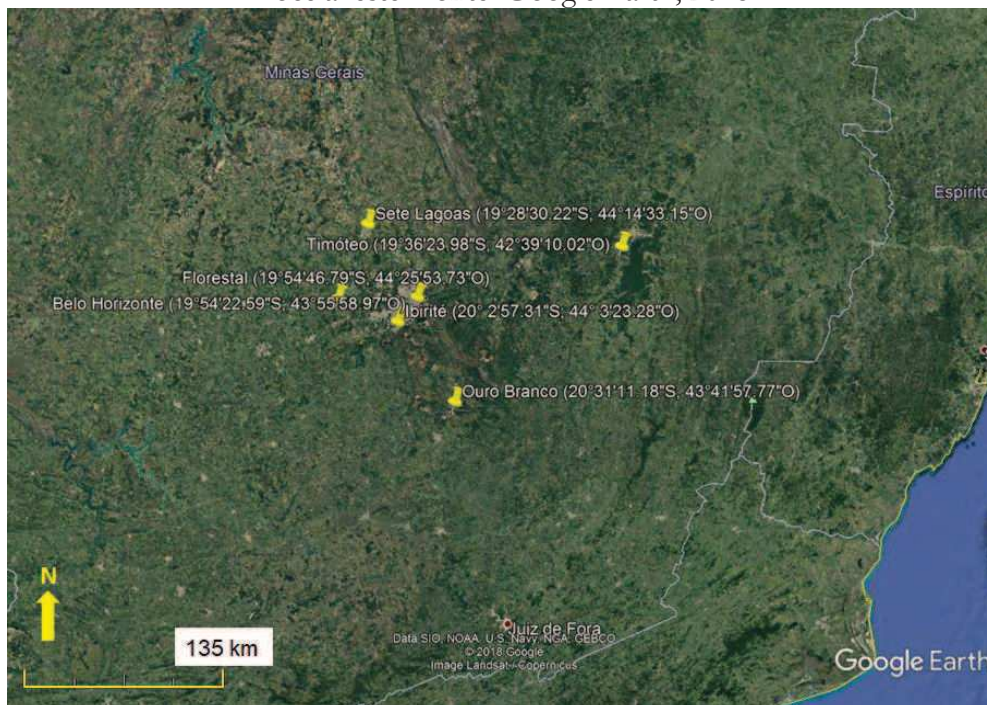 Minas Gerais
Espírito
Sete Lagoas (19°28'30.22"S, 44°14'33.15"O)
Timóteo (19°36'23.98"S, 42°39'10.02"O)
Florestal (19°54'46.79"S, 44°25'53.73"O)
Belo Horizonte (19°54'22.59"S, 43°55'58.97"O)
Ibirité (20° 2'57.31"S, 44° 3'23.28"O)
Ouro Branco (20°31'11.18"S, 43°41'57.77"O)
N
135 km
Juiz de Fora
Data SIO, NOAA, U.S. Navy, NGA, GEBCO
© 2018 Google
Image Landsat / Copernicus
Google Earth